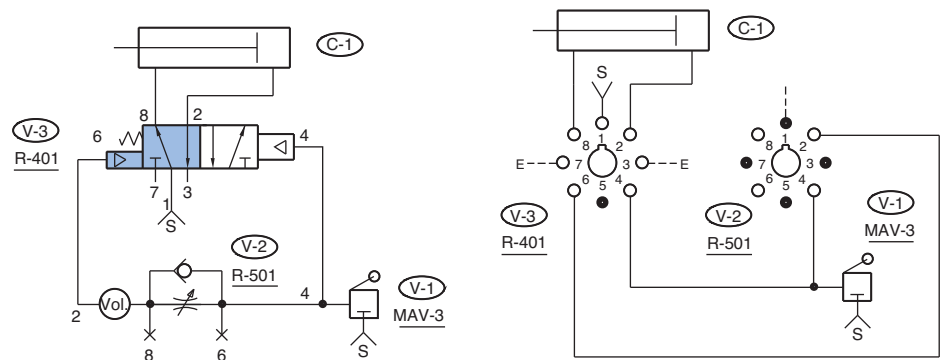 C-1
8 2
V-3
R-401
6
4
7 3
1
S
V-2
R-501
Vol.
2
8 6
4
V-1
MAV-3
S
C-1
S
8 1 2
E 7 3 E
6 5 4
V-3
R-401
8 1 2
7 3
6 5 4
V-2
R-501
V-1
MAV-3
S